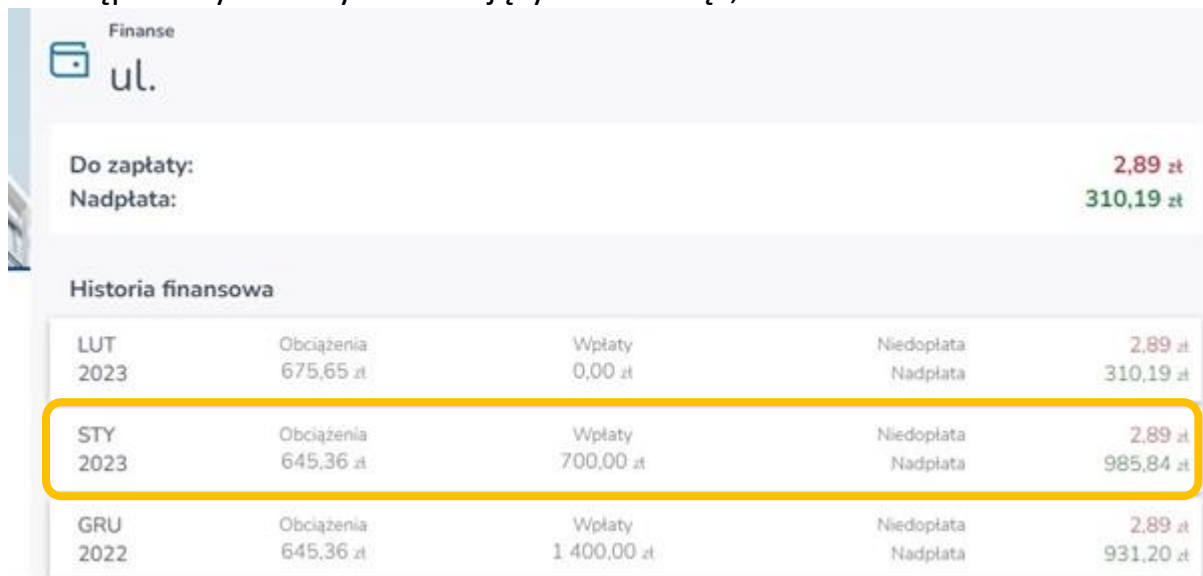 Finanse
ul.
Do zapłaty: 2,89 zł
Nadpłata: 310,19 zł
Historia finansowa
LUT Obciążenia Wpłaty Niedopłata 2,89 zł
2023 675,65 zł 0,00 zł Nadpłata 310,19 zł
STY Obciążenia Wpłaty Niedopłata 2,89 zł
2023 645,36 zł 700,00 zł Nadpłata 985,84 zł
GRU Obciążenia Wpłaty Niedopłata 2,89 zł
2022 645,36 zł 1 400,00 zł Nadpłata 931,20 zł